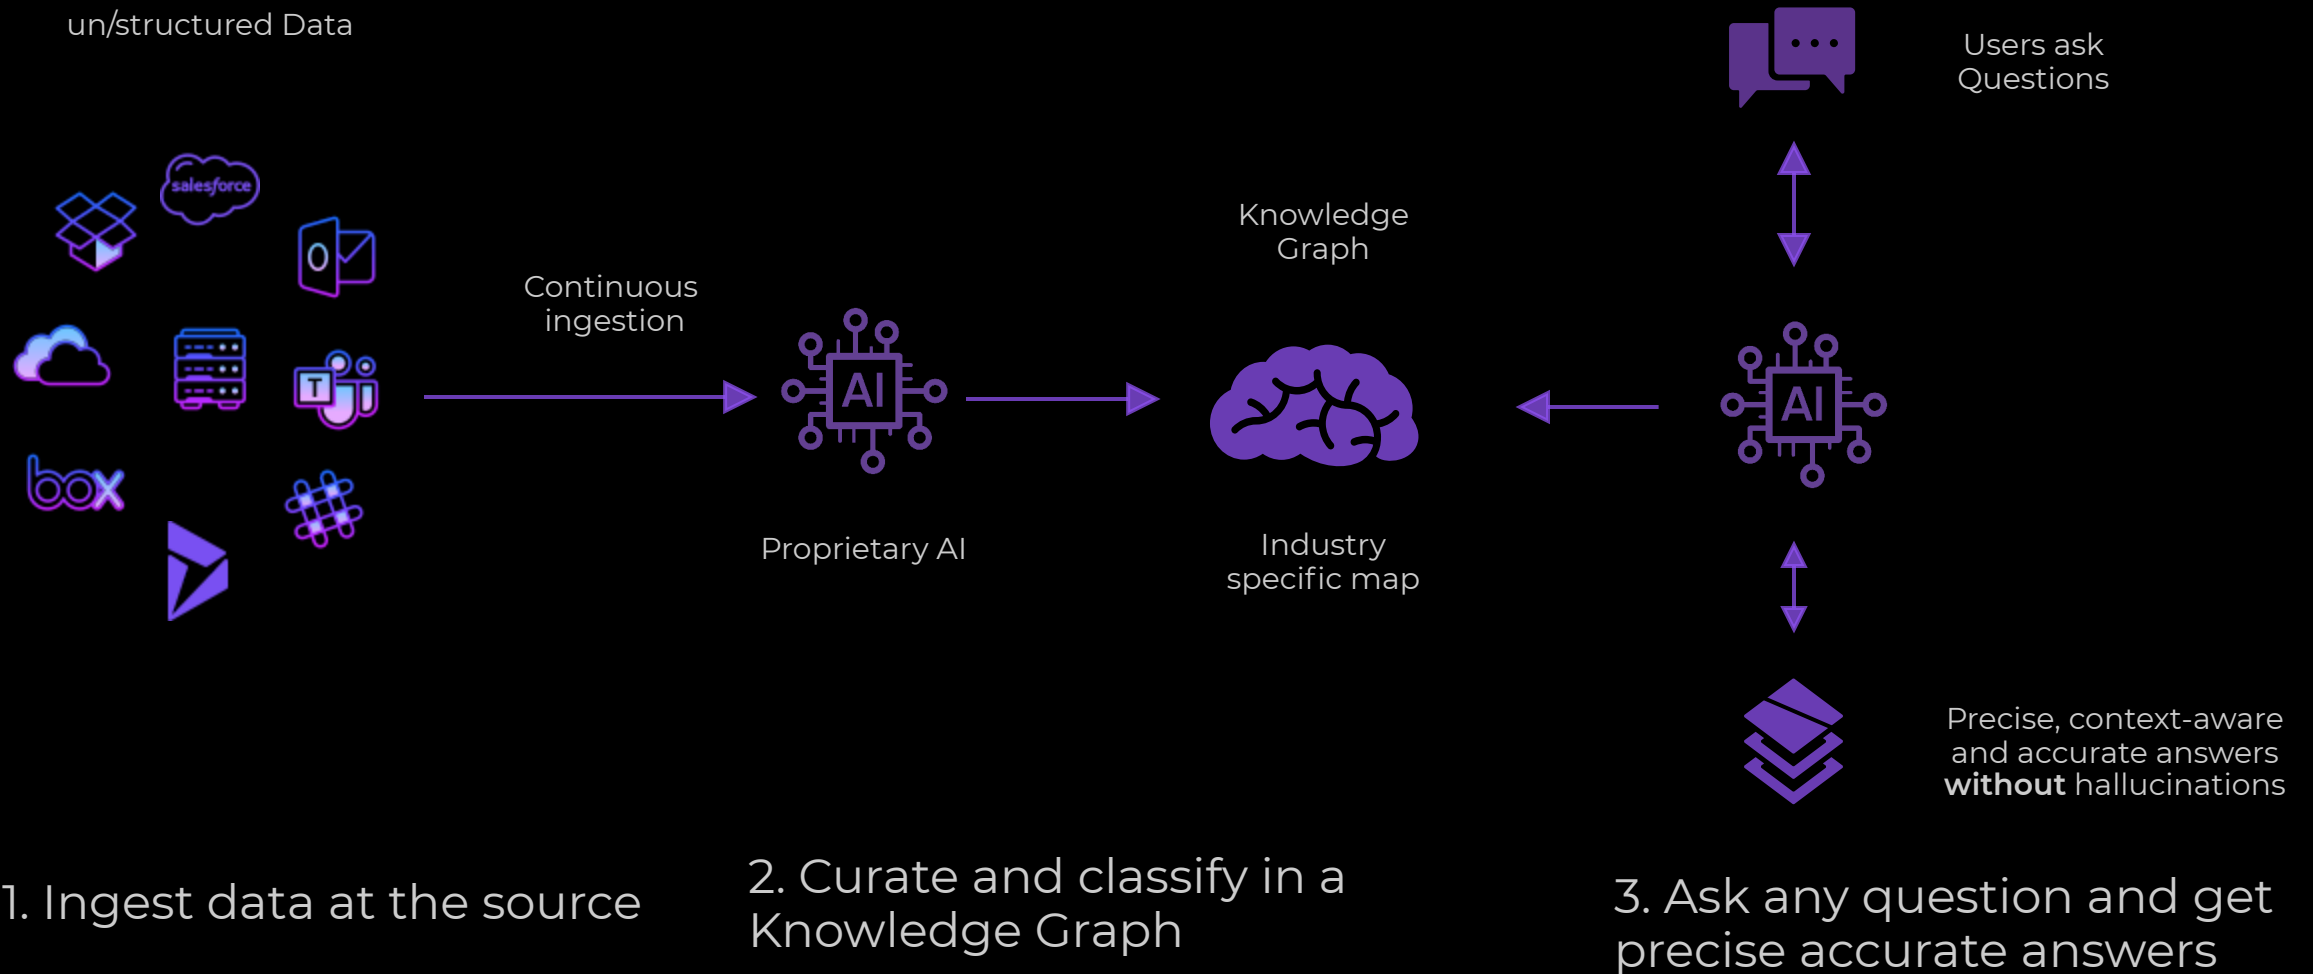 un/structured Data
salesforce
O
T
box
Continuous
ingestion
AI
Proprietary AI
Knowledge
Graph
Industry
specific map
Users ask
Questions
AI
Precise, context-aware
and accurate answers
without hallucinations
1. Ingest data at the source
2. Curate and classify in a
Knowledge Graph
3. Ask any question and get
precise accurate answers